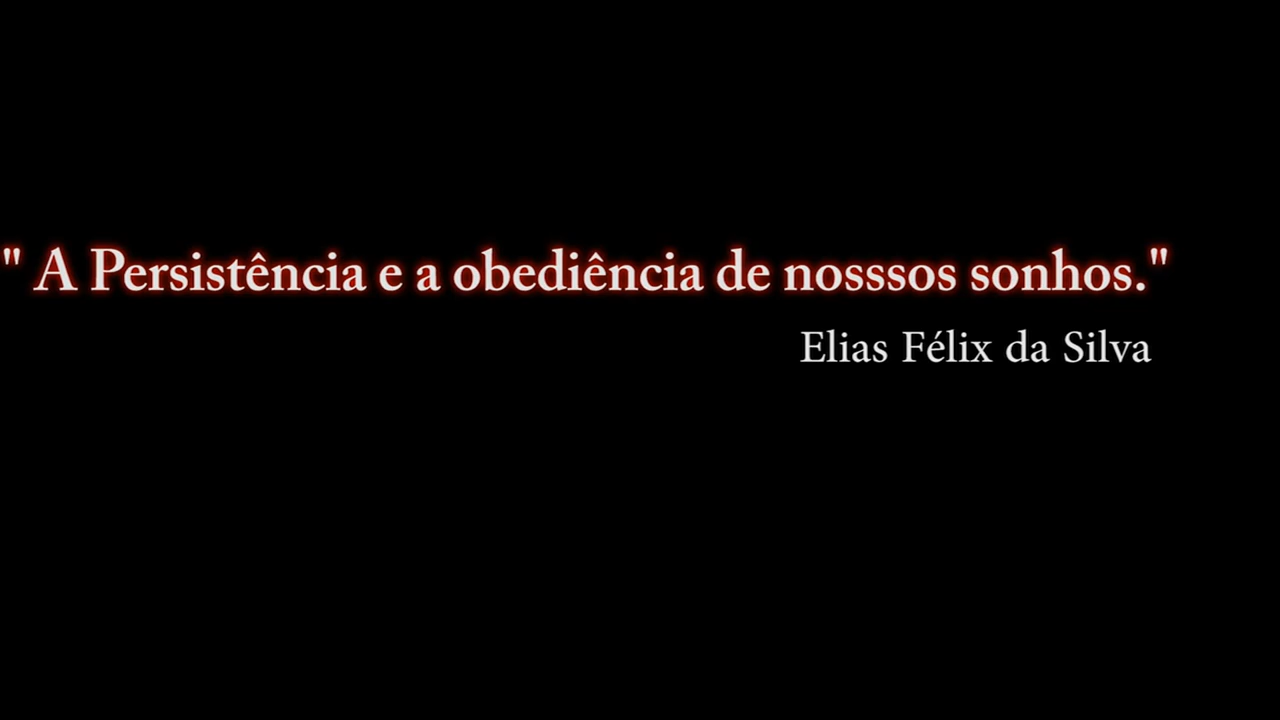 " A Persistência e a obediência de nosssos sonhos."
Elias Félix da Silva